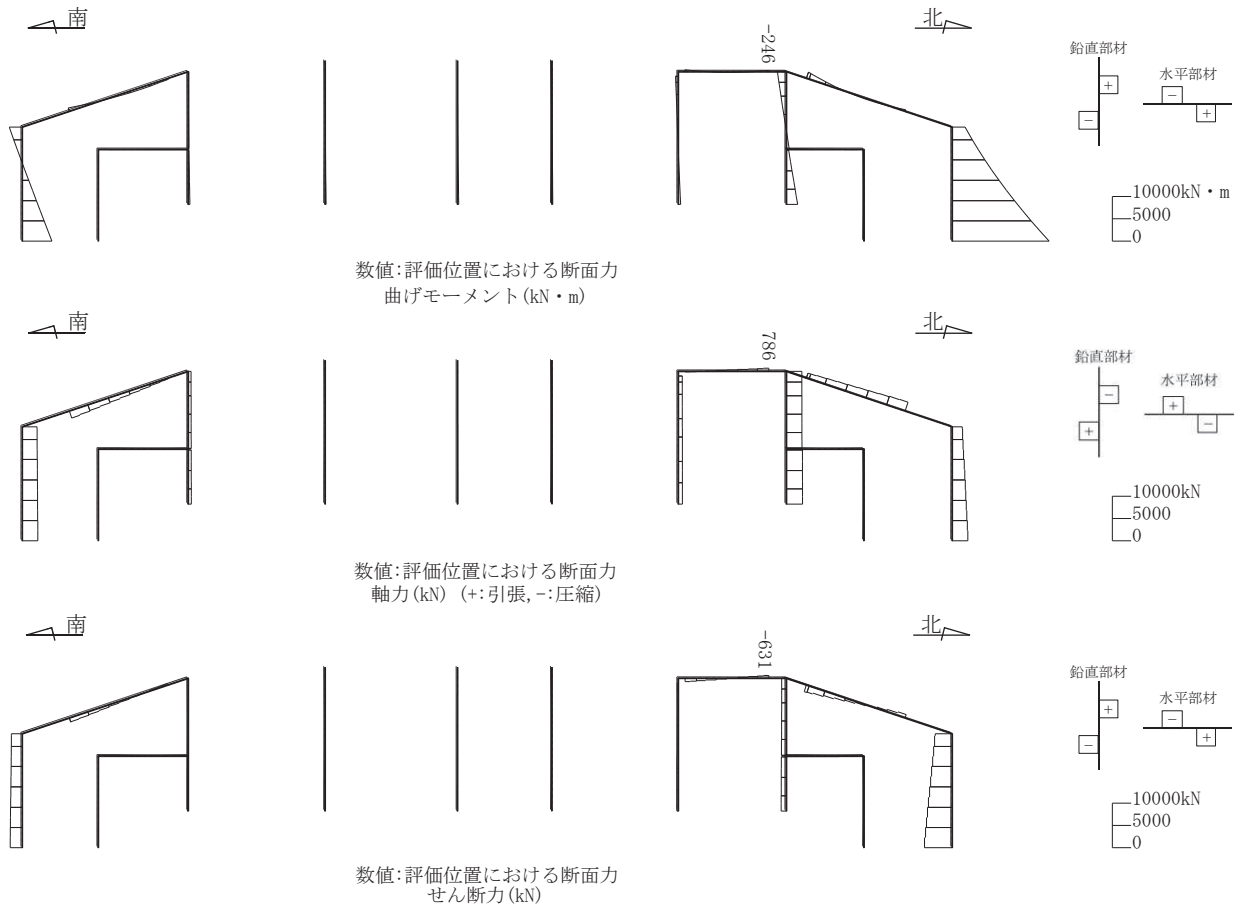 南
北
-246
鉛直部材
+
-
水平部材
-
+
10000kN・m
5000
0
数値:評価位置における断面力
曲げモーメント(kN・m)
南
北
786
鉛直部材
-
+
水平部材
+
-
10000kN
5000
0
数値:評価位置における断面力
軸力(kN) (+:引張,-:圧縮)
南
北
-631
鉛直部材
+
-
水平部材
-
+
10000kN
5000
0
数値:評価位置における断面力
せん断力(kN)